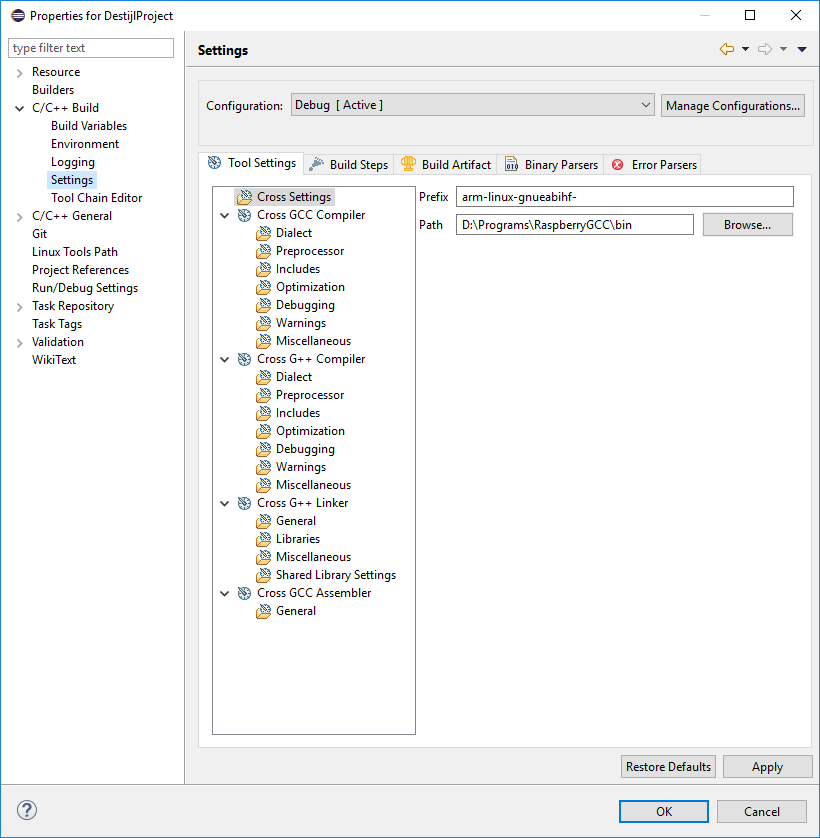 Properties for DestijlProject
type filter text
Resource
Builders
C/C++ Build
Build Variables
Environment
Logging
Settings
Tool Chain Editor
C/C++ General
Git
Linux Tools Path
Project References
Run/Debug Settings
Task Repository
Task Tags
Validation
WikiText
Settings
Configuration: Debug [ Active ] Manage Configurations...
Tool Settings Build Steps Build Artifact Binary Parsers Error Parsers
Cross Settings
Cross GCC Compiler
Dialect
Preprocessor
Includes
Optimization
Debugging
Warnings
Miscellaneous
Cross G++ Compiler
Dialect
Preprocessor
Includes
Optimization
Debugging
Warnings
Miscellaneous
Cross G++ Linker
General
Libraries
Miscellaneous
Shared Library Settings
Cross GCC Assembler
General
Prefix arm-linux-gnueabihf-
Path D:\Programs\RaspberryGCC\bin Browse...
Restore Defaults Apply
? OK Cancel